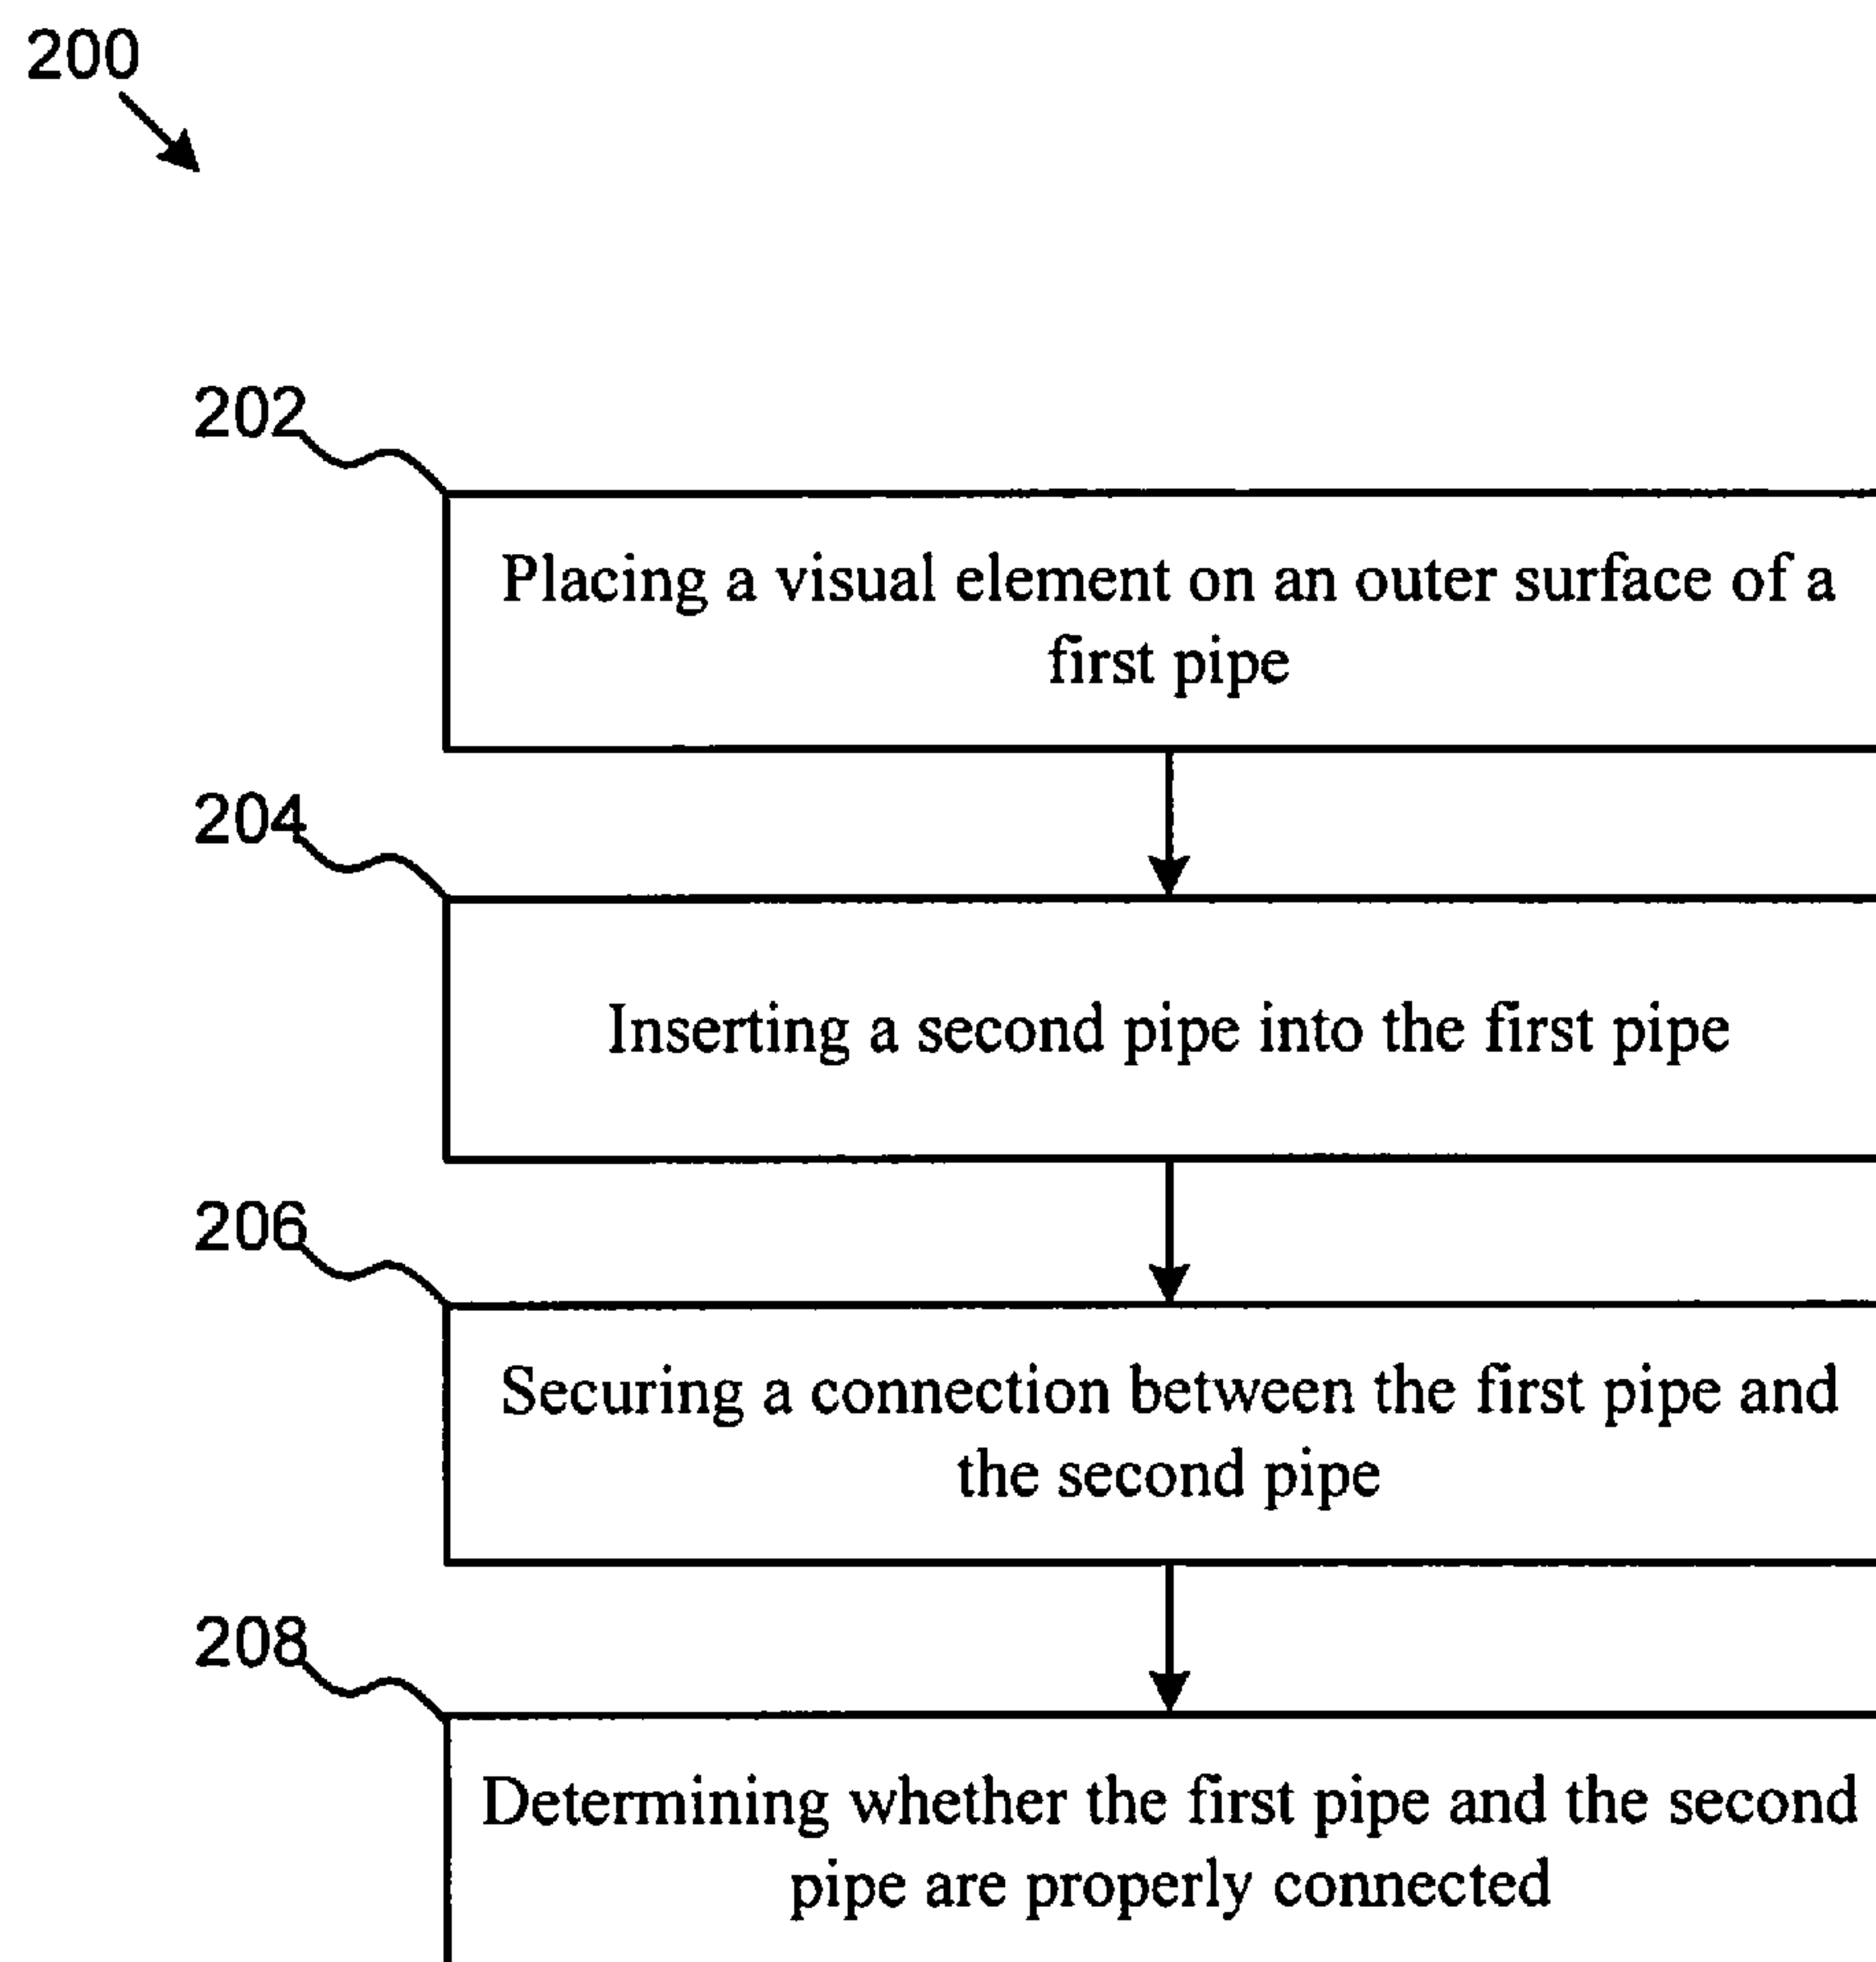 200
202
Placing a visual element on an outer surface of a
first pipe
204
Inserting a second pipe into the first pipe
206
Securing a connection between the first pipe and
the second pipe
208
Determining whether the first pipe and the second
pipe are properly connected